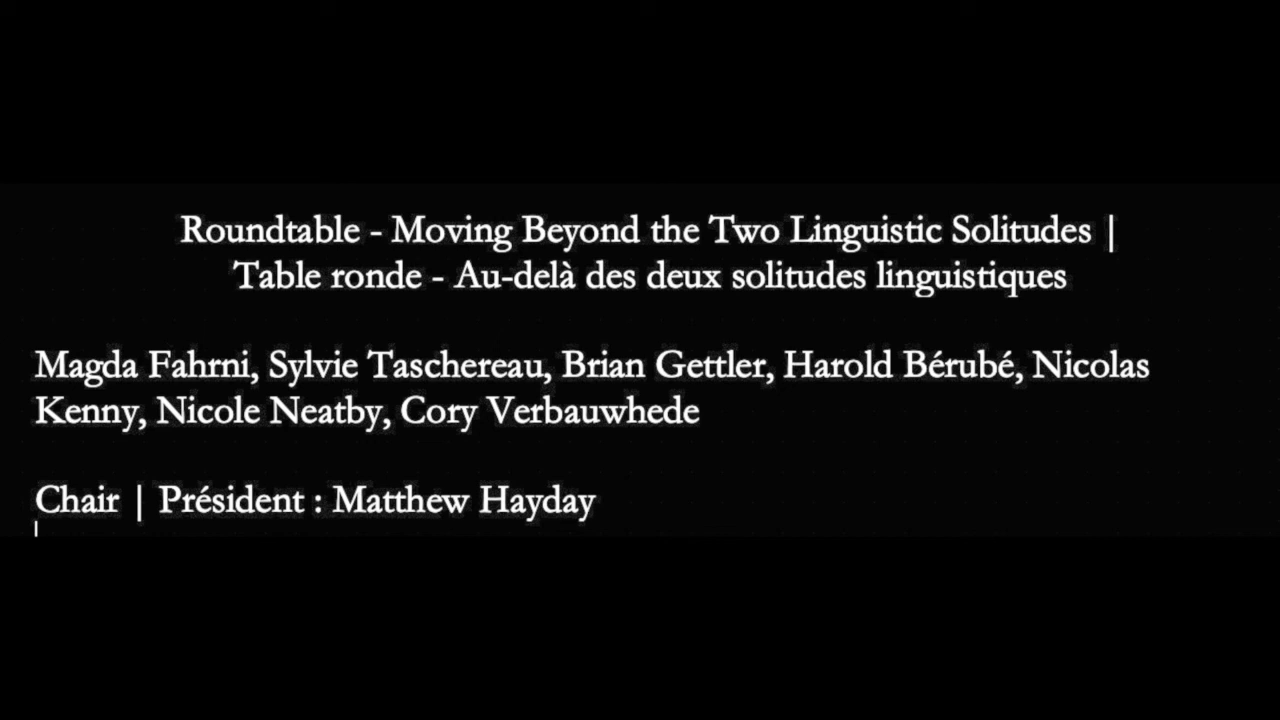 Roundtable - Moving Beyond the Two Linguistic Solitudes |
Table ronde - Au-delà des deux solitudes linguistiques
Magda Fahrni, Sylvie Taschereau, Brian Gettler, Harold Bérubé, Nicolas
Kenny, Nicole Neatby, Cory Verbauwhede
Chair | Président : Matthew Hayday